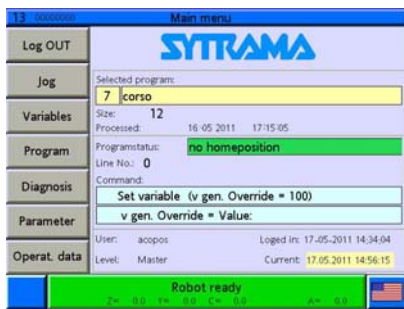 13 00000000 Main menu
Log OUT
SYTRAMA
Jog
Selected program:
7 corso
Variables
Size: 12
Processed: 16 05 2011 17:15:05
Program
Programstatus: no homeposition
Line No.: 0
Diagnosis
Command:
Set variable (v gen. Override = 100)
Parameter
v gen. Override = Value:
Operat. data
User: acopos Loged in: 17-05-2011 14:34:04
Level: Master Current: 17.05.2011 14:56:15
Robot ready
Z= 0.0 Y= 0.0 C= 0.0 A= 0.0